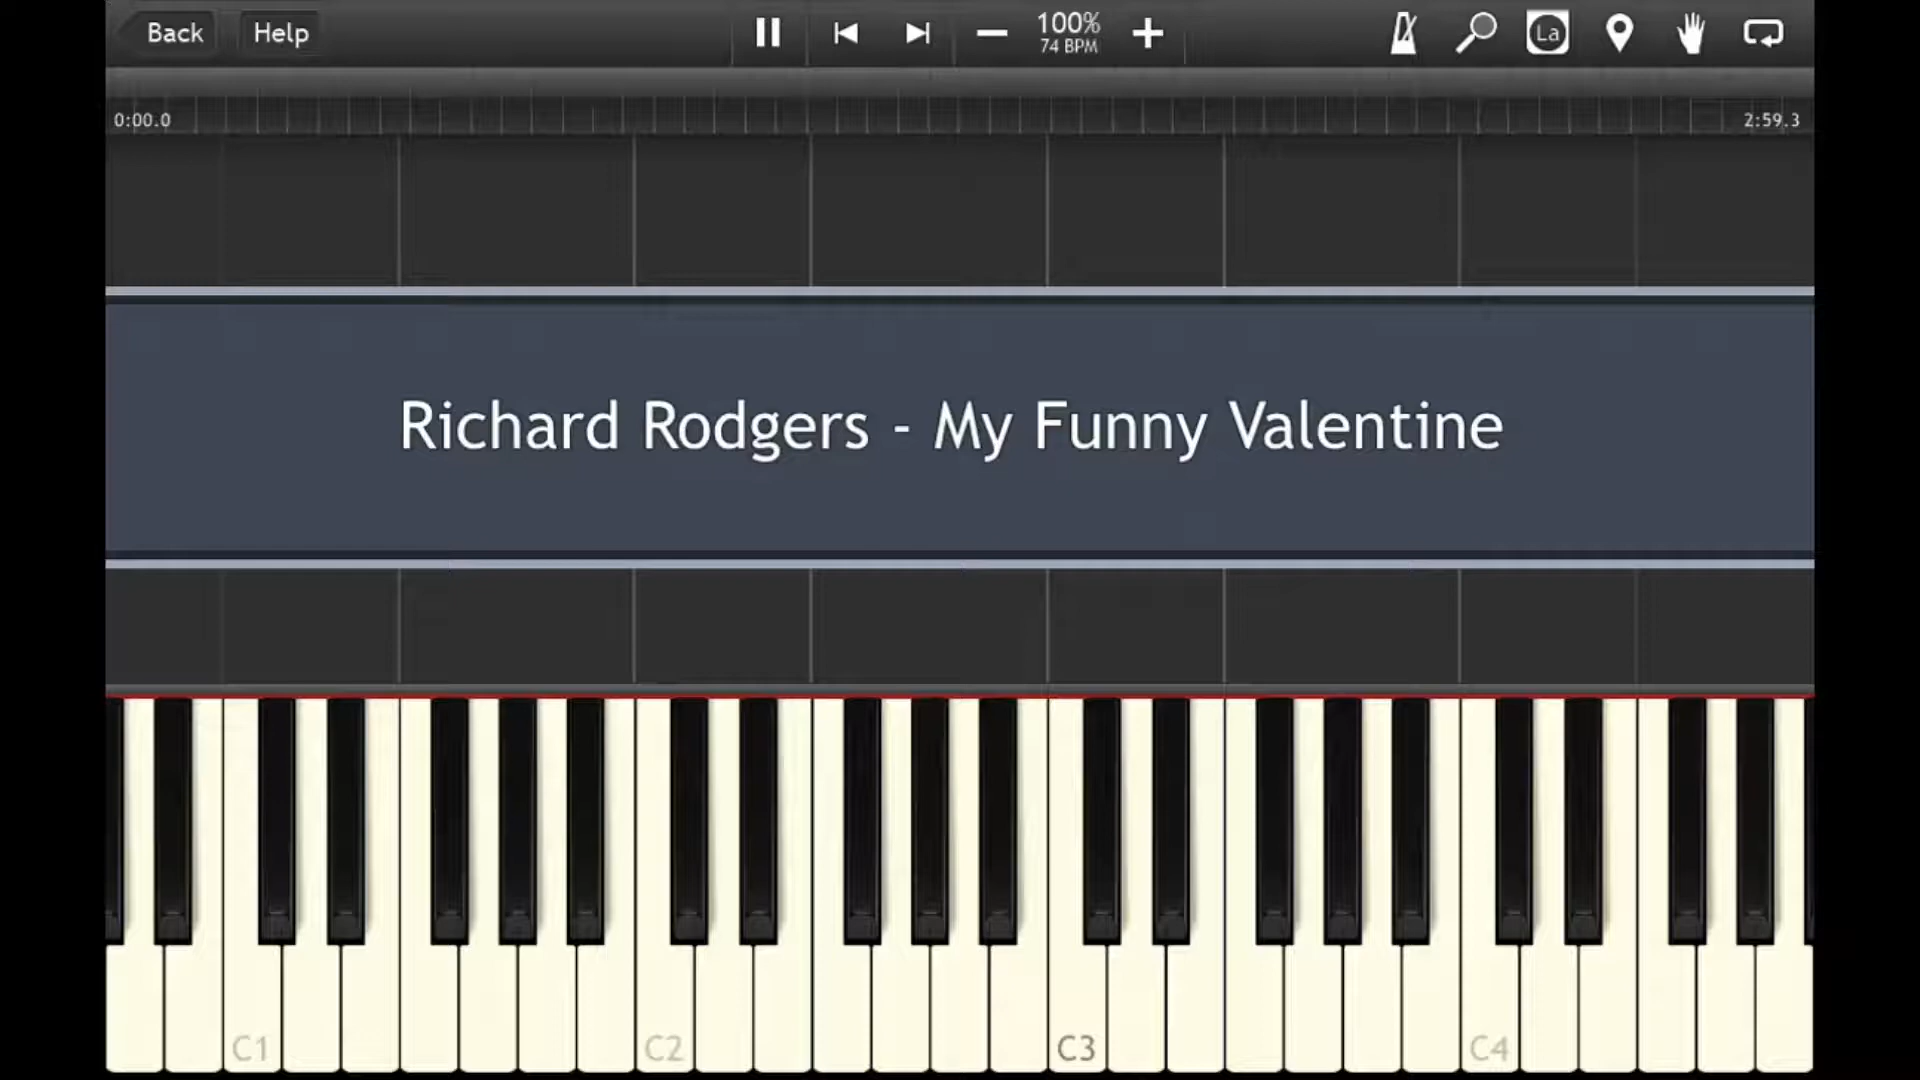 Back Help 100% La
74 BPM
0:00.0 2:59.3
Richard Rodgers - My Funny Valentine
C1 C2 C3 C4